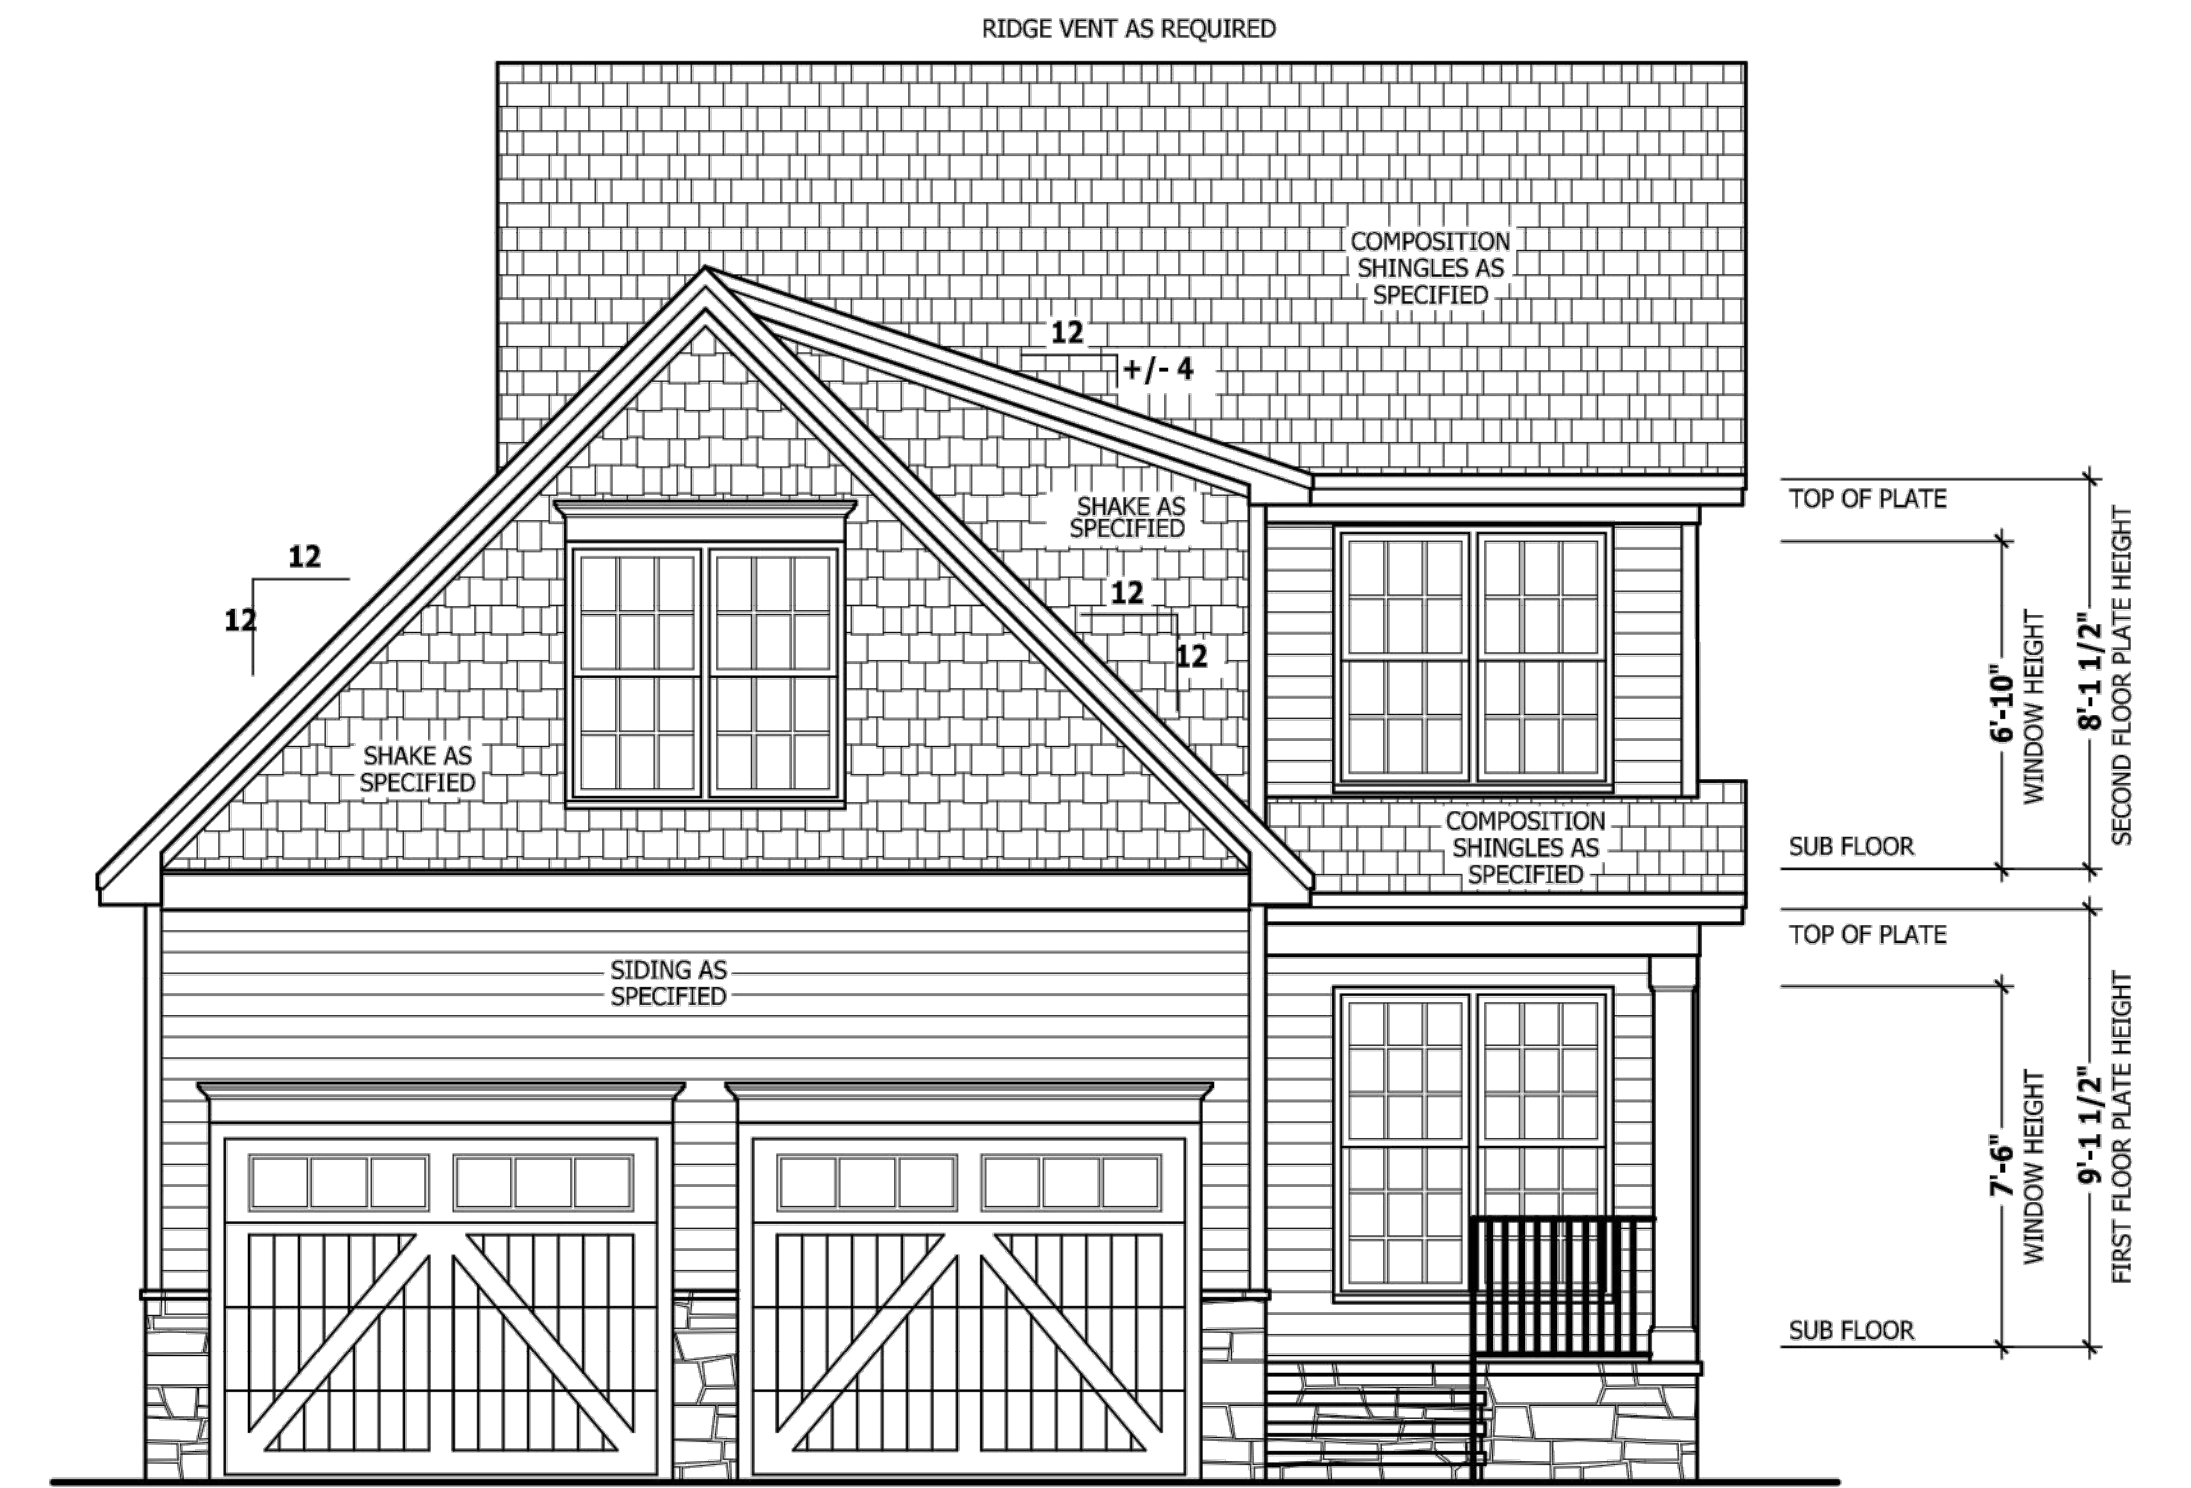 RIDGE VENT AS REQUIRED
COMPOSITION
SHINGLES AS
SPECIFIED
12
+/- 4
SHAKE AS
SPECIFIED
12
12
12
12
SHAKE AS
SPECIFIED
COMPOSITION
SHINGLES AS
SPECIFIED
SIDING AS
SPECIFIED
TOP OF PLATE
6'-10"
WINDOW HEIGHT
8'-1 1/2"
SECOND FLOOR PLATE HEIGHT
SUB FLOOR
TOP OF PLATE
7'-6"
WINDOW HEIGHT
9'-1 1/2"
FIRST FLOOR PLATE HEIGHT
SUB FLOOR